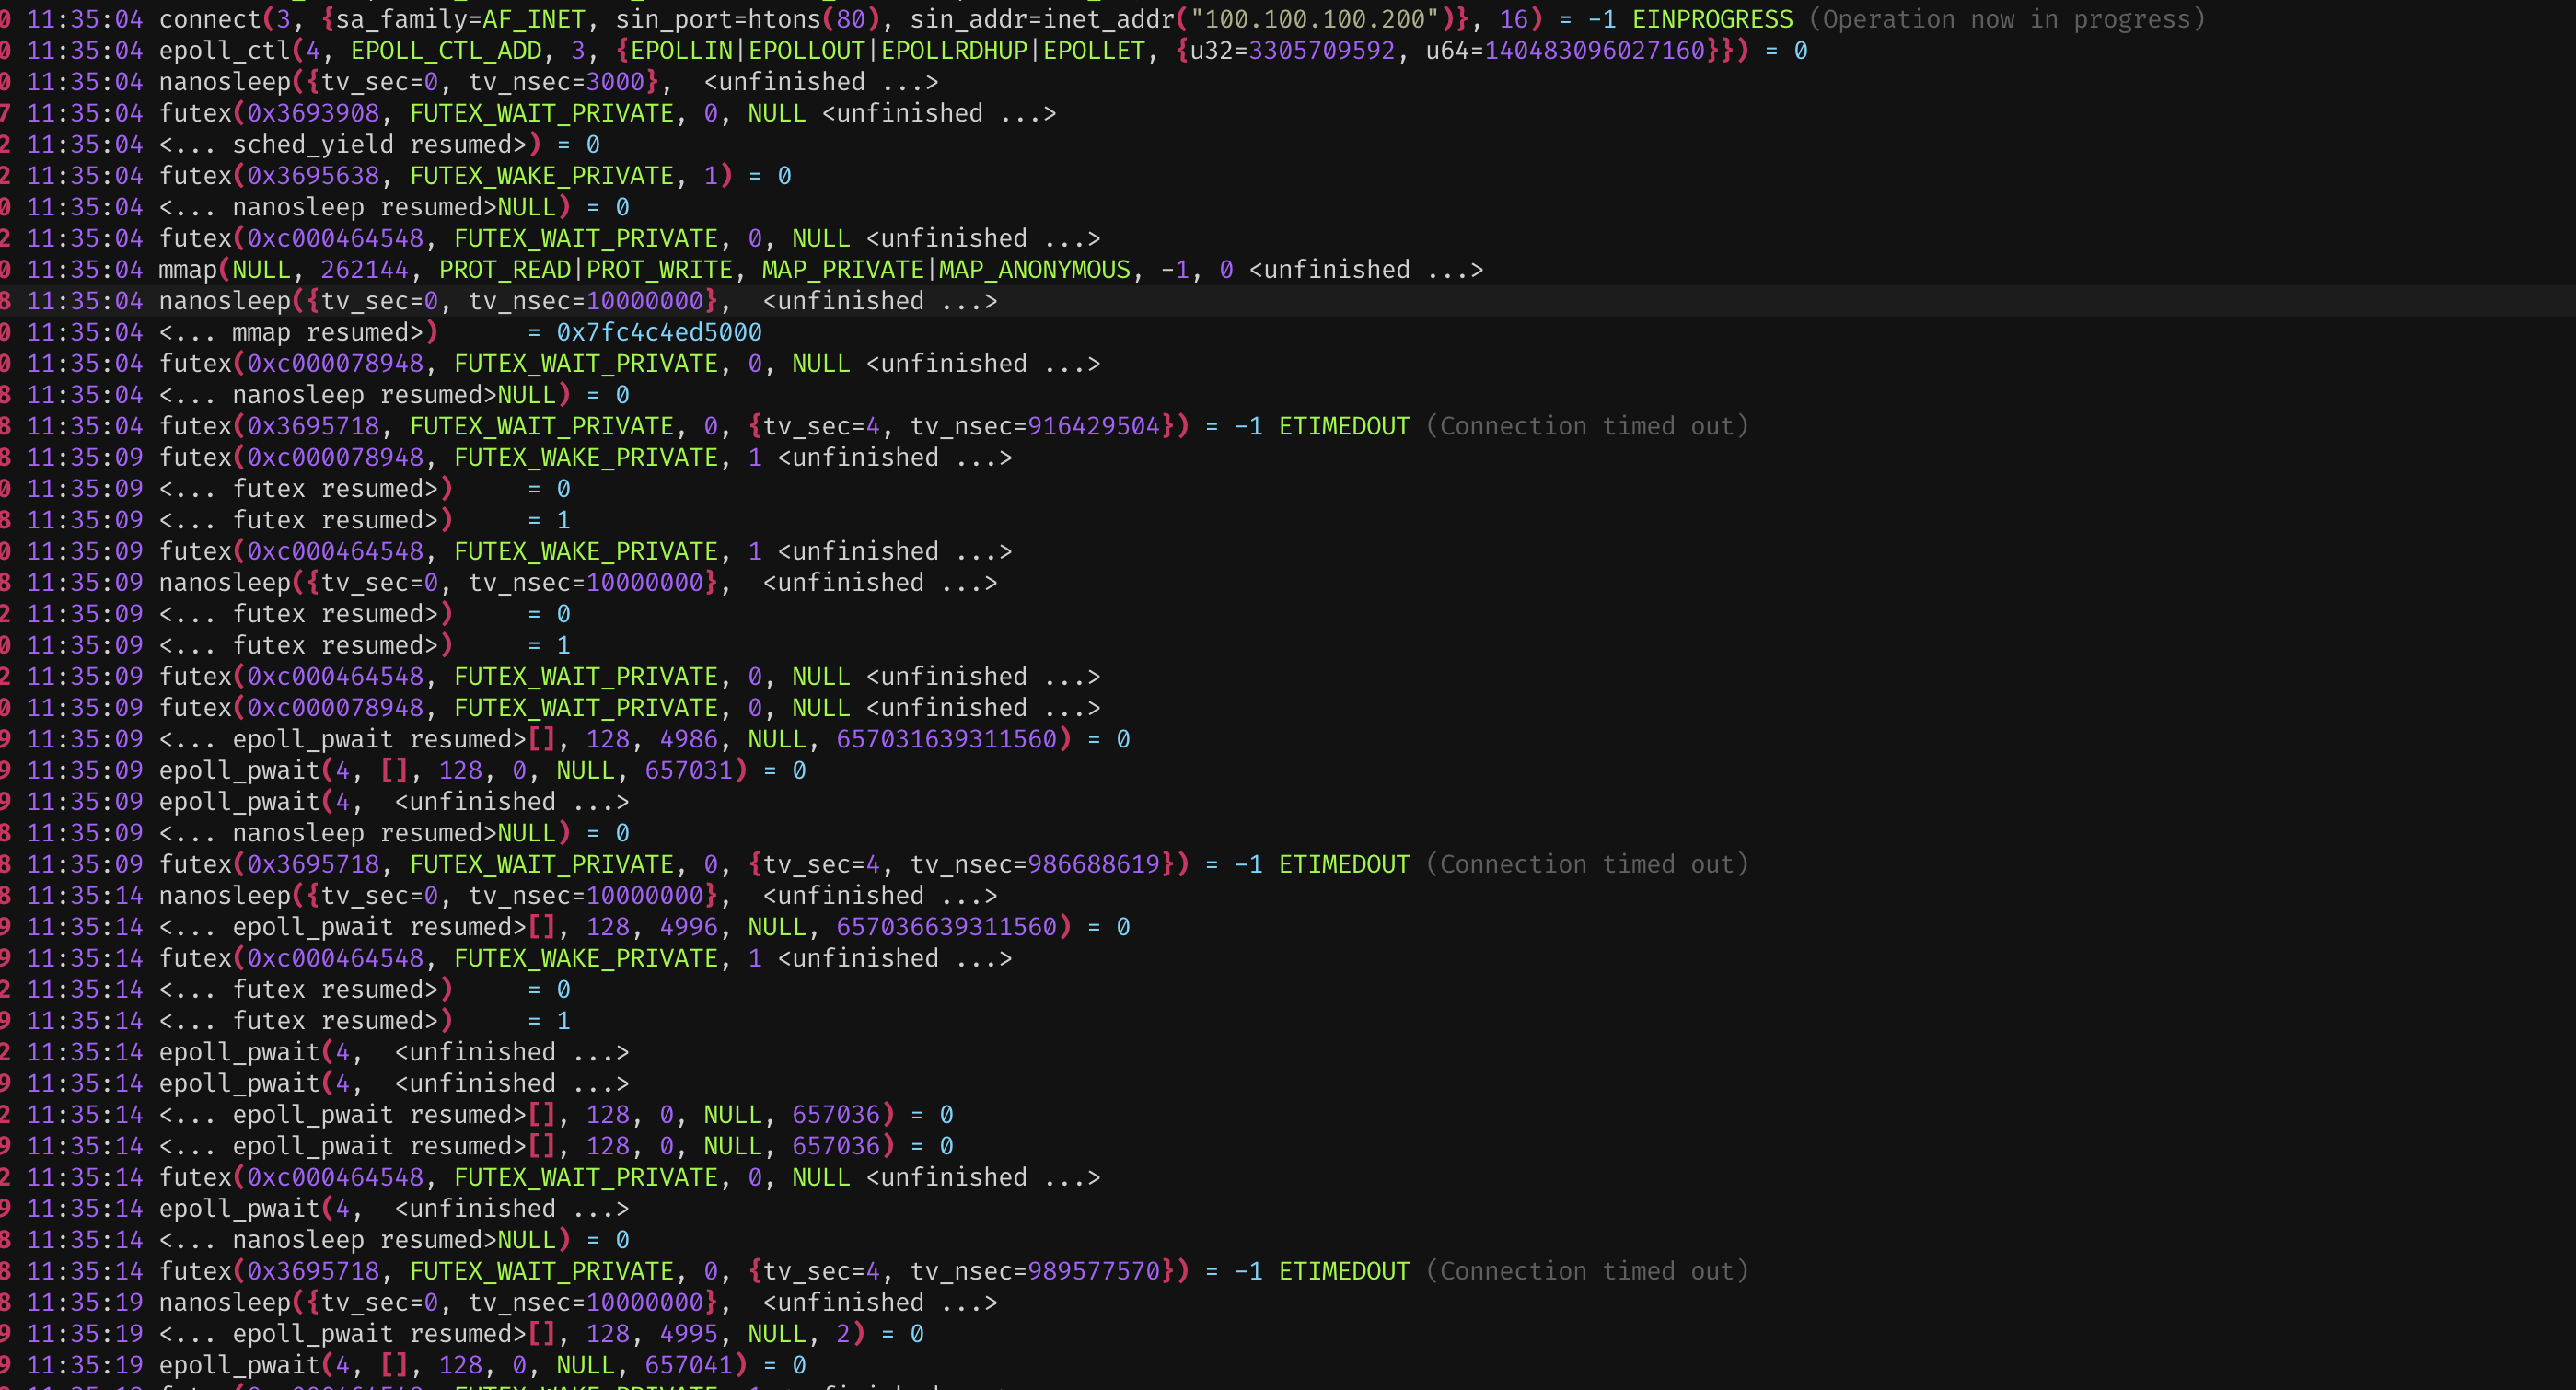 0 11:35:04 connect(3, {sa_family=AF_INET, sin_port=htons(80), sin_addr=inet_addr("100.100.100.200")}, 16) = -1 EINPROGRESS (Operation now in progress)
0 11:35:04 epoll_ctl(4, EPOLL_CTL_ADD, 3, {EPOLLIN|EPOLLOUT|EPOLLRDHUP|EPOLLET, {u32=3305709592, u64=140483096027160}}) = 0
0 11:35:04 nanosleep({tv_sec=0, tv_nsec=3000},  <unfinished ...>
7 11:35:04 futex(0x3693908, FUTEX_WAIT_PRIVATE, 0, NULL <unfinished ...>
2 11:35:04 <... sched_yield resumed>) = 0
2 11:35:04 futex(0x3695638, FUTEX_WAKE_PRIVATE, 1) = 0
0 11:35:04 <... nanosleep resumed>NULL) = 0
2 11:35:04 futex(0xc000464548, FUTEX_WAIT_PRIVATE, 0, NULL <unfinished ...>
0 11:35:04 mmap(NULL, 262144, PROT_READ|PROT_WRITE, MAP_PRIVATE|MAP_ANONYMOUS, -1, 0 <unfinished ...>
8 11:35:04 nanosleep({tv_sec=0, tv_nsec=10000000},  <unfinished ...>
0 11:35:04 <... mmap resumed>)      = 0x7fc4c4ed5000
0 11:35:04 futex(0xc000078948, FUTEX_WAIT_PRIVATE, 0, NULL <unfinished ...>
8 11:35:04 <... nanosleep resumed>NULL) = 0
8 11:35:04 futex(0x3695718, FUTEX_WAIT_PRIVATE, 0, {tv_sec=4, tv_nsec=916429504}) = -1 ETIMEDOUT (Connection timed out)
8 11:35:09 futex(0xc000078948, FUTEX_WAKE_PRIVATE, 1 <unfinished ...>
0 11:35:09 <... futex resumed>)     = 0
8 11:35:09 <... futex resumed>)     = 1
0 11:35:09 futex(0xc000464548, FUTEX_WAKE_PRIVATE, 1 <unfinished ...>
8 11:35:09 nanosleep({tv_sec=0, tv_nsec=10000000},  <unfinished ...>
2 11:35:09 <... futex resumed>)     = 0
0 11:35:09 <... futex resumed>)     = 1
2 11:35:09 futex(0xc000464548, FUTEX_WAIT_PRIVATE, 0, NULL <unfinished ...>
0 11:35:09 futex(0xc000078948, FUTEX_WAIT_PRIVATE, 0, NULL <unfinished ...>
9 11:35:09 <... epoll_pwait resumed>[], 128, 4986, NULL, 657031639311560) = 0
9 11:35:09 epoll_pwait(4, [], 128, 0, NULL, 657031) = 0
9 11:35:09 epoll_pwait(4,  <unfinished ...>
8 11:35:09 <... nanosleep resumed>NULL) = 0
8 11:35:09 futex(0x3695718, FUTEX_WAIT_PRIVATE, 0, {tv_sec=4, tv_nsec=986688619}) = -1 ETIMEDOUT (Connection timed out)
8 11:35:14 nanosleep({tv_sec=0, tv_nsec=10000000},  <unfinished ...>
9 11:35:14 <... epoll_pwait resumed>[], 128, 4996, NULL, 657036639311560) = 0
9 11:35:14 futex(0xc000464548, FUTEX_WAKE_PRIVATE, 1 <unfinished ...>
2 11:35:14 <... futex resumed>)     = 0
9 11:35:14 <... futex resumed>)     = 1
2 11:35:14 epoll_pwait(4,  <unfinished ...>
9 11:35:14 epoll_pwait(4,  <unfinished ...>
2 11:35:14 <... epoll_pwait resumed>[], 128, 0, NULL, 657036) = 0
9 11:35:14 <... epoll_pwait resumed>[], 128, 0, NULL, 657036) = 0
2 11:35:14 futex(0xc000464548, FUTEX_WAIT_PRIVATE, 0, NULL <unfinished ...>
9 11:35:14 epoll_pwait(4,  <unfinished ...>
8 11:35:14 <... nanosleep resumed>NULL) = 0
8 11:35:14 futex(0x3695718, FUTEX_WAIT_PRIVATE, 0, {tv_sec=4, tv_nsec=989577570}) = -1 ETIMEDOUT (Connection timed out)
8 11:35:19 nanosleep({tv_sec=0, tv_nsec=10000000},  <unfinished ...>
9 11:35:19 <... epoll_pwait resumed>[], 128, 4995, NULL, 2) = 0
9 11:35:19 epoll_pwait(4, [], 128, 0, NULL, 657041) = 0